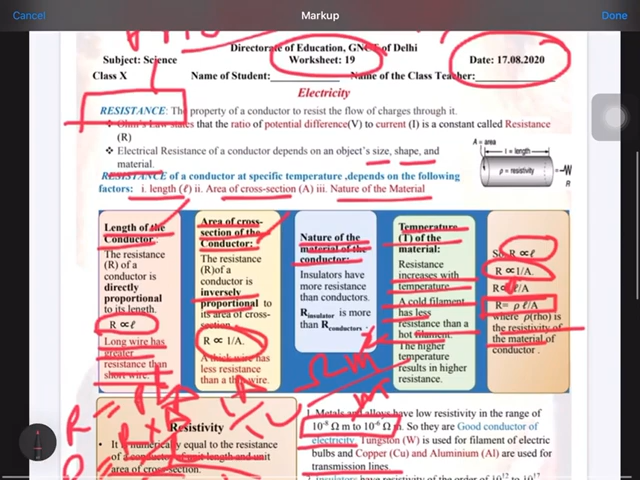 Cancel
Markup
Done
Directorate of Education, GNCT of Delhi
Subject: Science
Worksheet: 19
Date: 17.08.2020
Class X
Name of Student:
Name of the Class Teacher:
Electricity
RESISTANCE: The property of a conductor to resist the flow of charges through it.
Ohm's Law states that the ratio of potential difference(V) to current (I) is a constant called Resistance
(R)
Electrical Resistance of a conductor depends on an object's size, shape, and
material.
RESISTANCE of a conductor at specific temperature ,depends on the following
factors: i. length (ℓ) ii. Area of cross-section (A) iii. Nature of the Material
A= area
l = length
ρ = resistivity
R
Length of the
Conductor:
The resistance
(R) of a
conductor is
directly
proportional
to its length.
R ∝ ℓ
Long wire has
greater
resistance than
short wire.
Area of cross-
section of the
Conductor:
The resistance
(R)of a
conductor is
inversely
proportional to
its area of cross-
section.
R ∝ 1/A.
A thick wire has
less resistance
than a thin wire.
Nature of the
material of the
conductor:
Insulators have
more resistance
than conductors.
Rinsulator is more
than Rconductors.
Temperature
(T) of the
material:
Resistance
increases with
temperature.
A cold filament
has less
resistance than a
hot filament.
The higher
temperature
results in higher
resistance.
So, R ∝ ℓ
R ∝ 1/A.
R ∝ ℓ/A
R= ρ ℓ/A
where ρ(rho) is
the resistivity of
the material of
conductor .
Resistivity
It is numerically equal to the resistance
of a conductor of unit length and unit
area of cross-section.
1. Metals and alloys have low resistivity in the range of
10⁻⁸ Ω m to 10⁻⁶ Ω m. So they are Good conductor of
electricity. Tungston (W) is used for filament of electric
bulbs and Copper (Cu) and Aluminium (Al) are used for
transmission lines.
2. Insulators have resistivity of the order of 10¹² to 10¹⁷